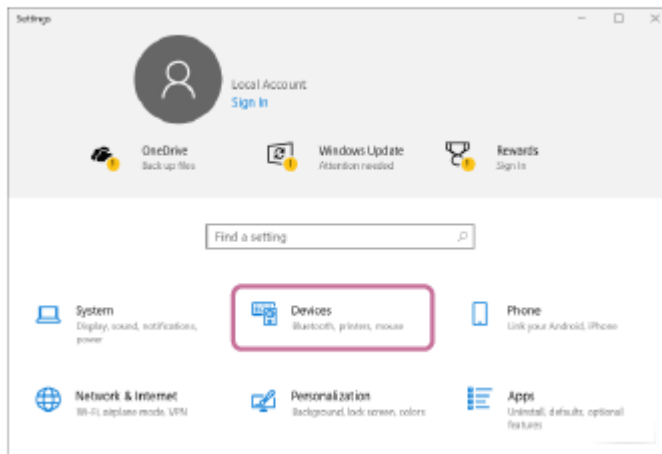 Settings
Local Account
Sign In
OneDrive
Back up files
Windows Update
Attention needed
Rewards
Sign In
Find a setting
System
Display, sound, notifications,
power
Devices
Bluetooth, printers, mouse
Phone
Link your Android, iPhone
Network & Internet
Wi-Fi, airplane mode, VPN
Personalization
Background, lock screen, colors
Apps
Uninstall, defaults, optional
features